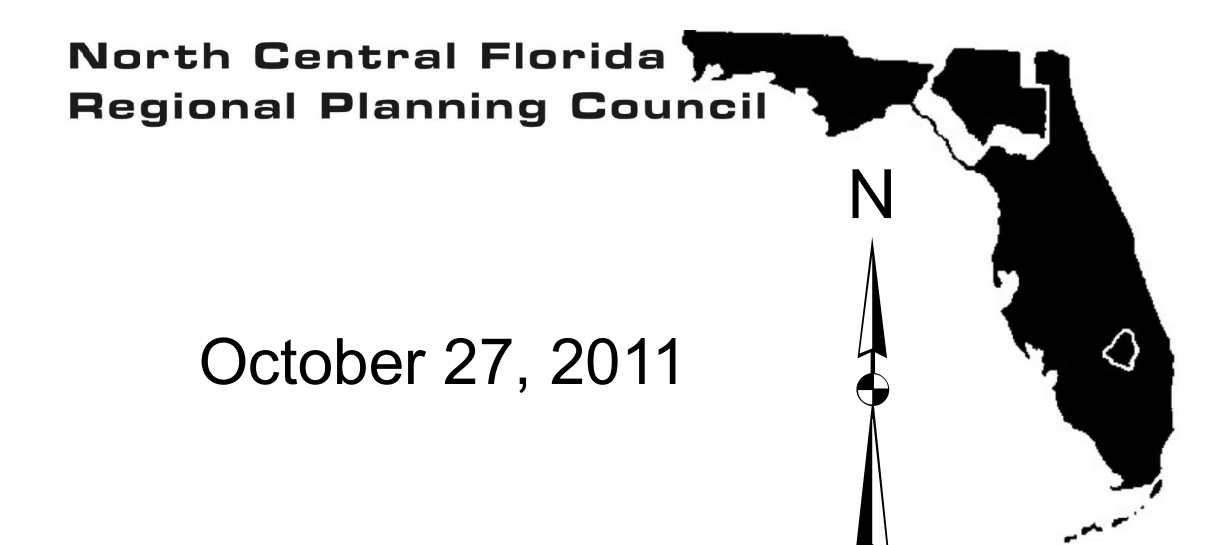 North Central Florida
Regional Planning Council
N
October 27, 2011